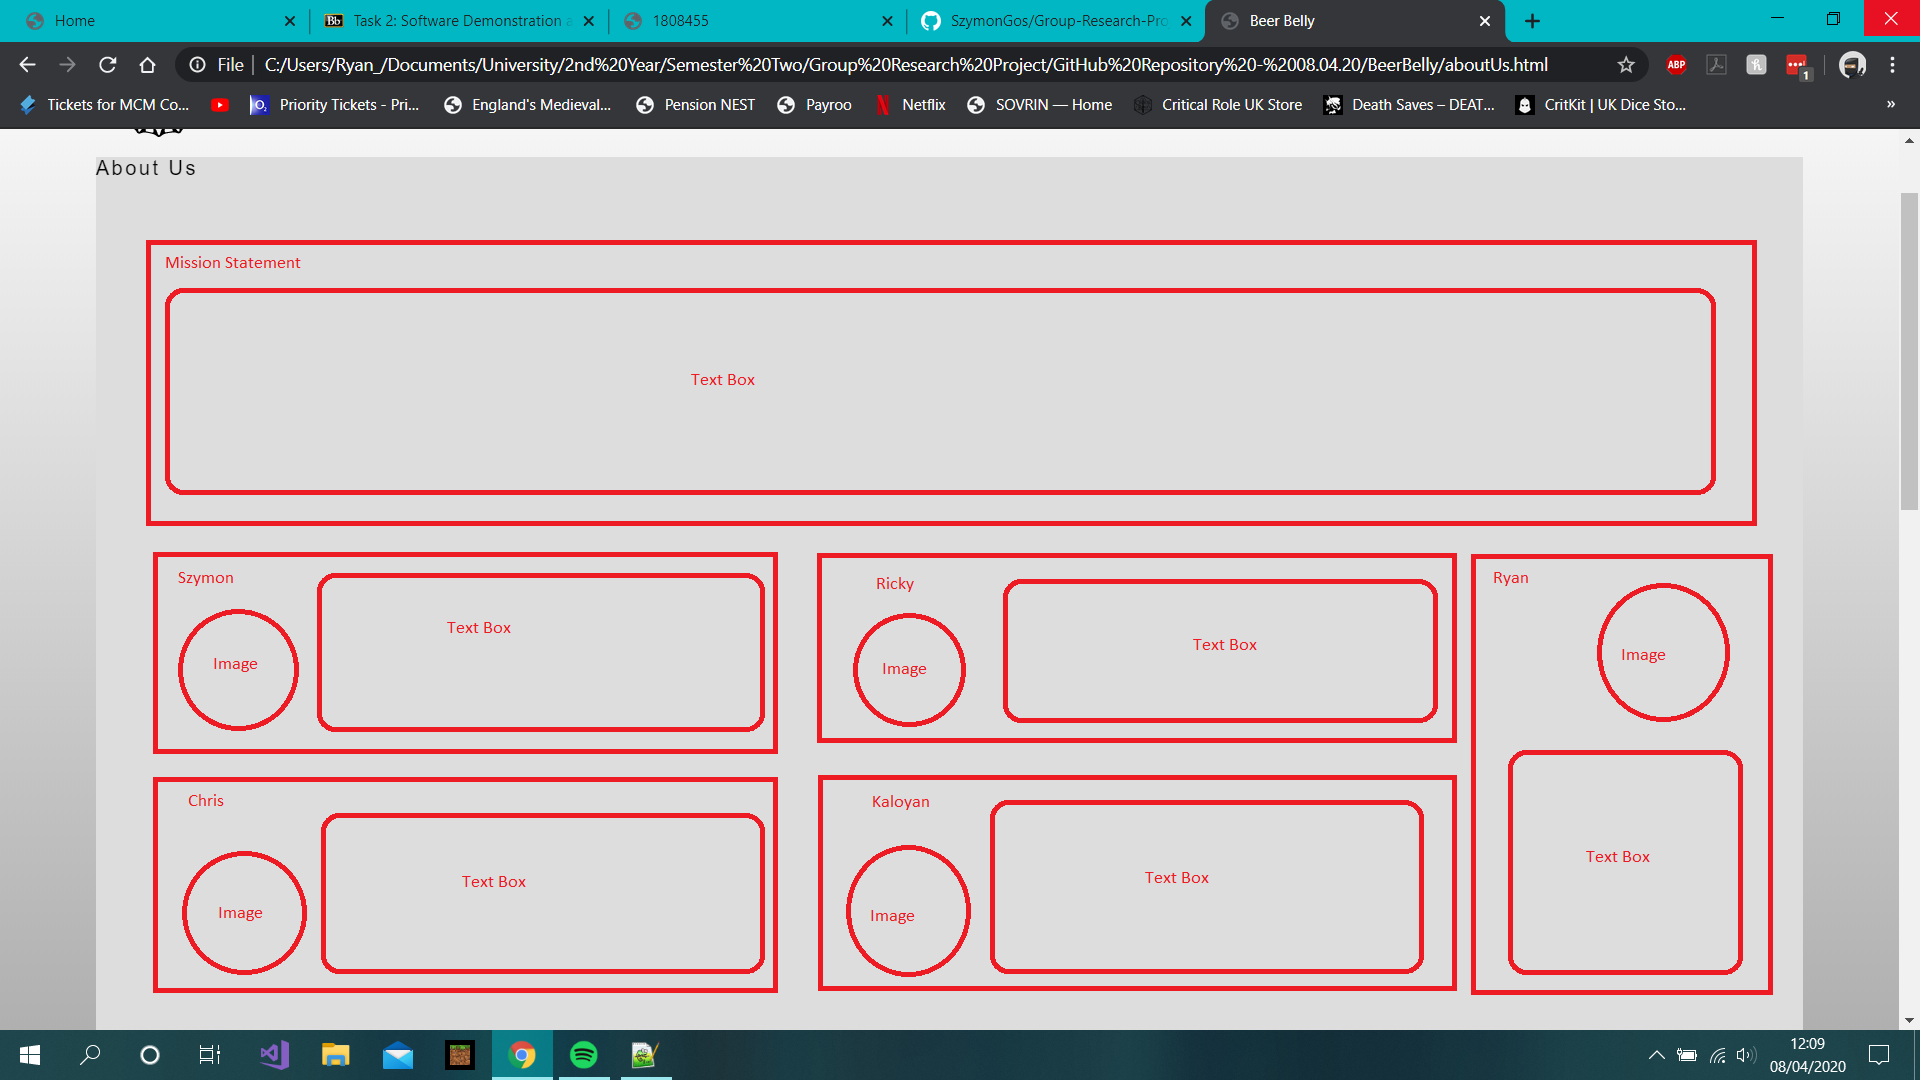 Home
Task 2: Software Demonstration a
1808455
SzymonGos/Group-Research-Pro
Beer Belly
File
C:/Users/Ryan_/Documents/University/2nd%20Year/Semester%20Two/Group%20Research%20Project/GitHub%20Repository%20-%2008.04.20/BeerBelly/aboutUs.html
ABP
1
Tickets for MCM Co...
Priority Tickets - Pri...
England's Medieval...
Pension NEST
Payroo
Netflix
SOVRIN — Home
Critical Role UK Store
Death Saves – DEAT...
CritKit | UK Dice Sto...
»
About Us
Mission Statement
Text Box
Szymon
Text Box
Image
Ricky
Text Box
Image
Ryan
Image
Text Box
Chris
Text Box
Image
Kaloyan
Text Box
Image
12:09
08/04/2020